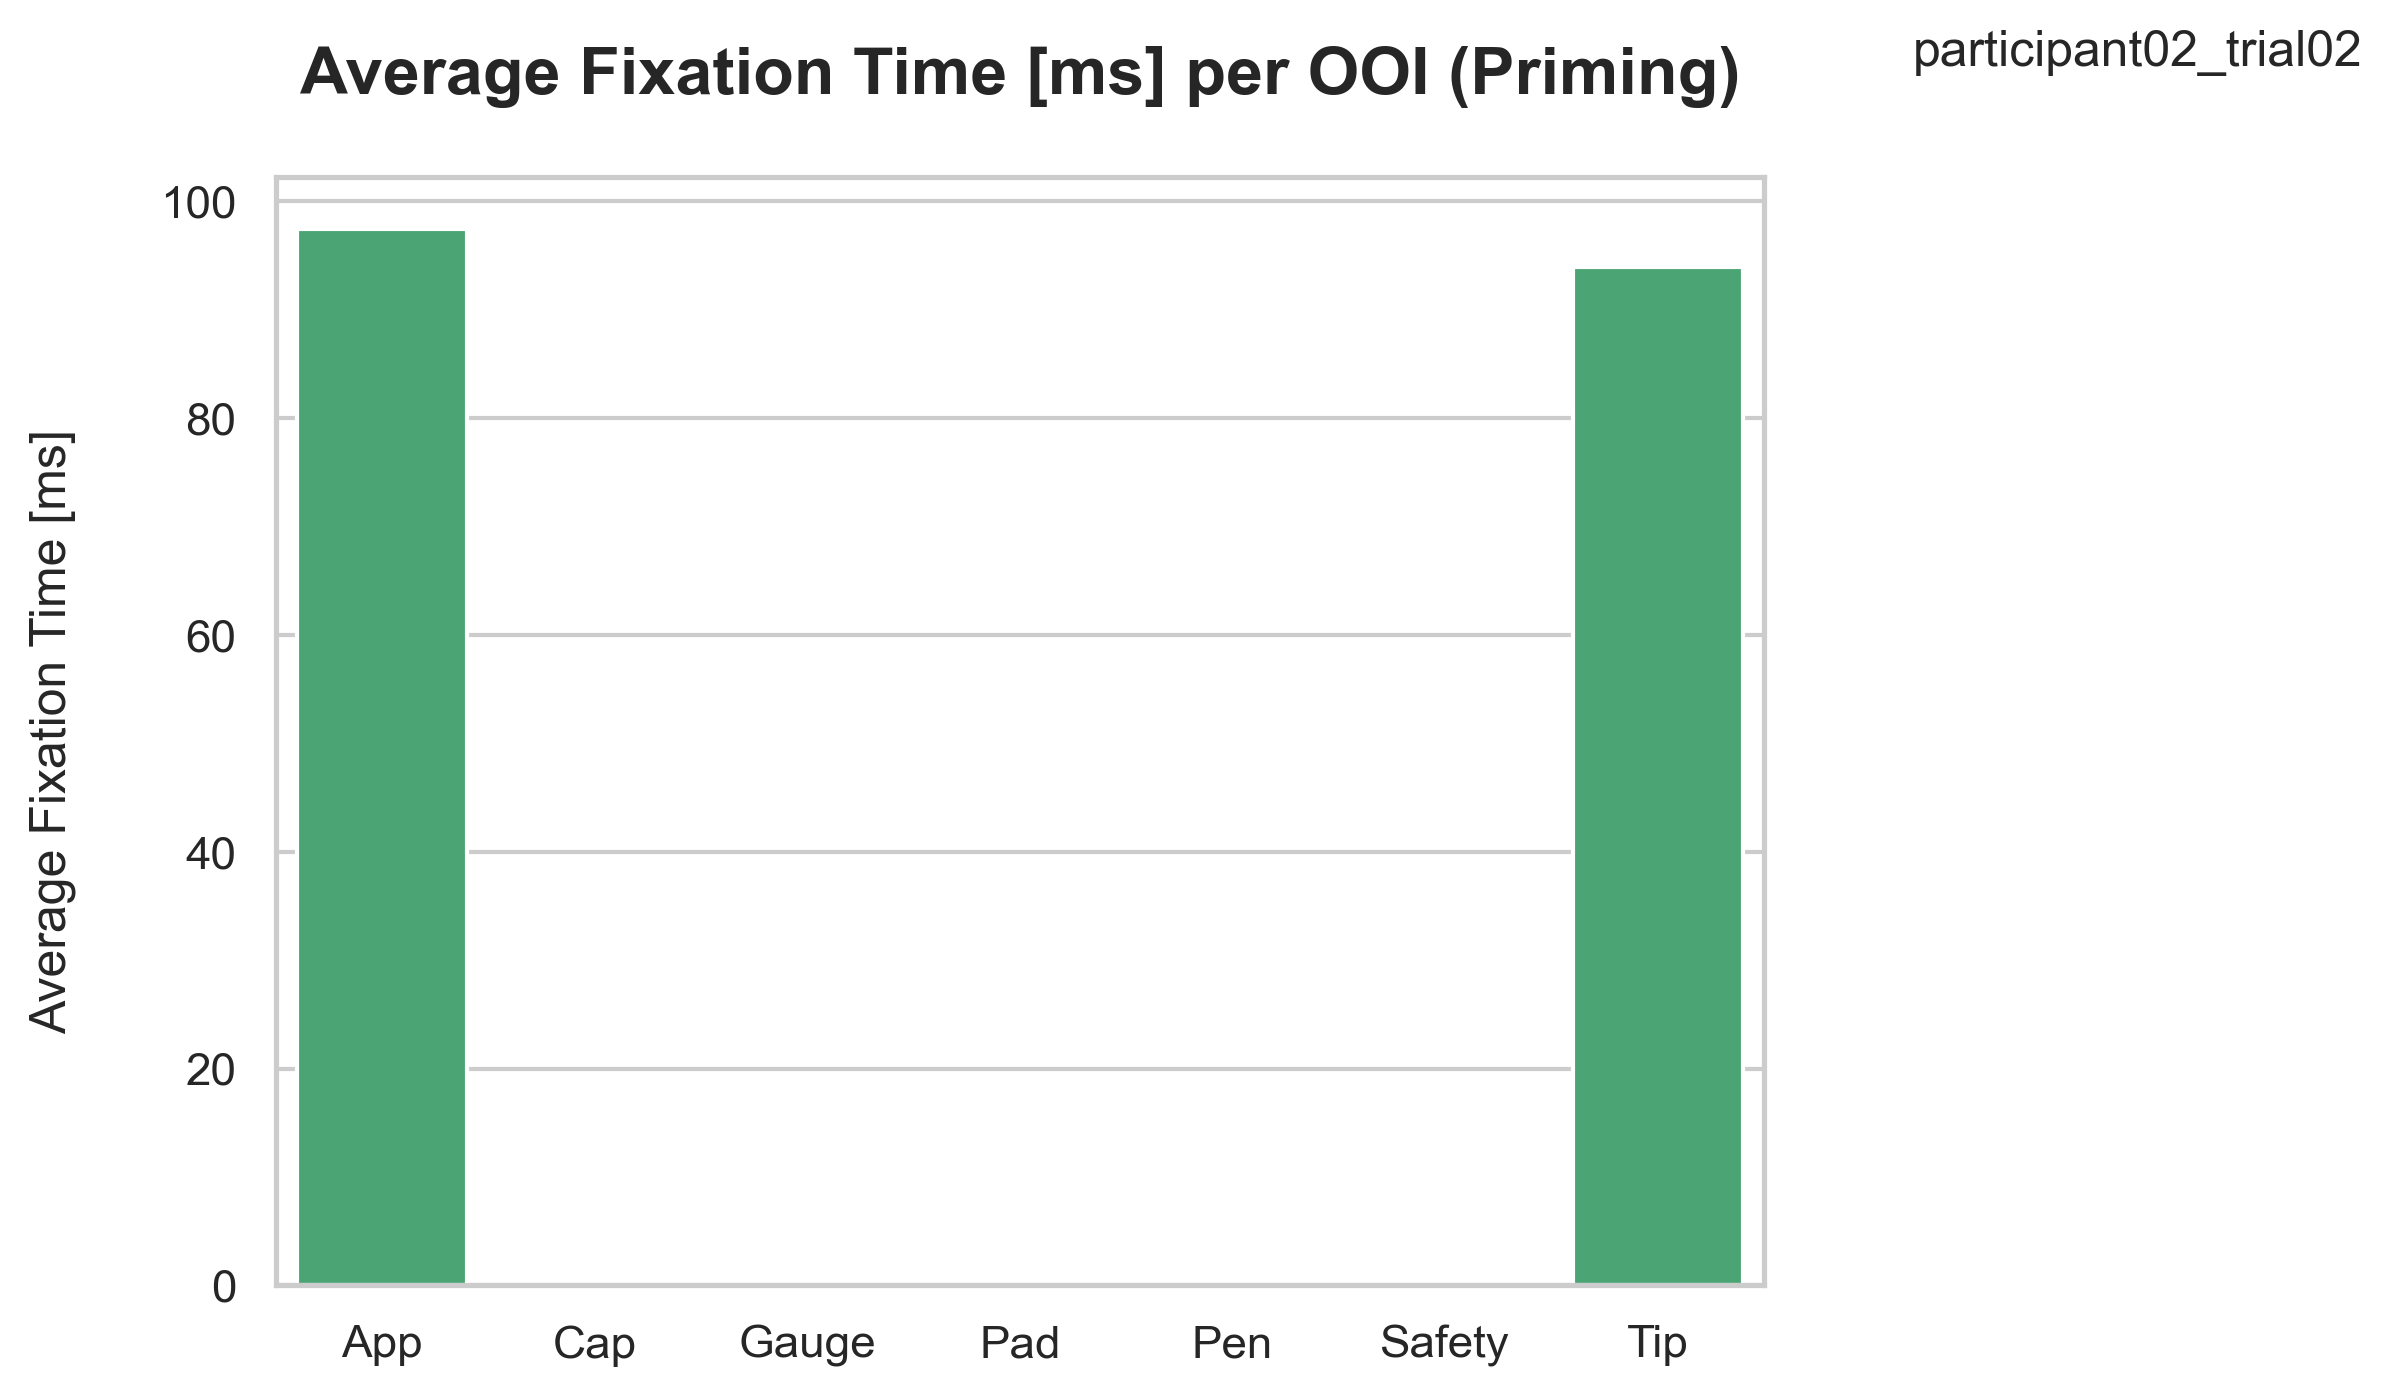 participant02_trial02
Average Fixation Time [ms] per OOI (Priming)
Average Fixation Time [ms]
100
80
60
40
20
0
App Cap Gauge Pad Pen Safety Tip